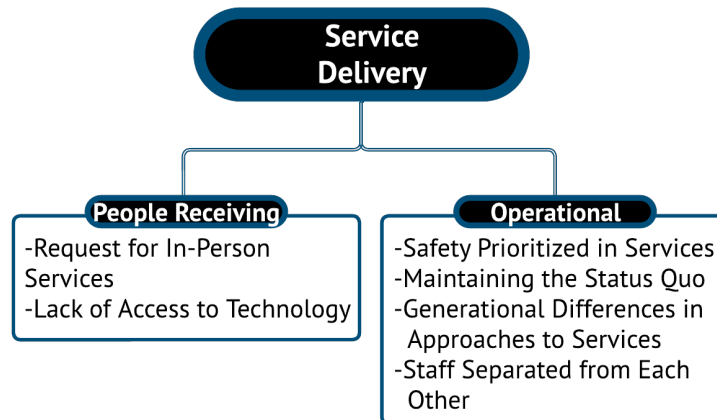 Service
Delivery
People Receiving
-Request for In-Person
Services
-Lack of Access to Technology
Operational
-Safety Prioritized in Services
-Maintaining the Status Quo
-Generational Differences in
Approaches to Services
-Staff Separated from Each
Other